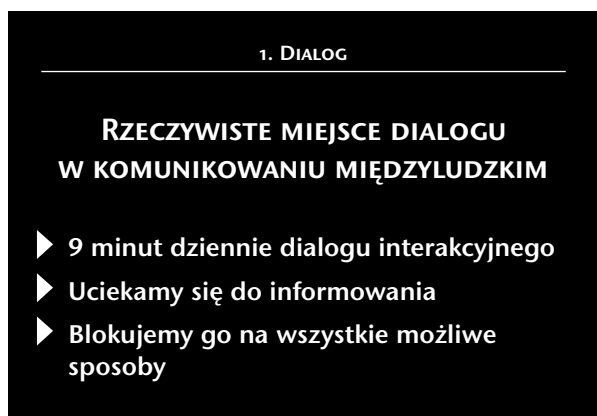 1. Dialog
Rzeczywiste miejsce dialogu
w komunikowaniu międzyludzkim
9 minut dziennie dialogu interakcyjnego
Uciekamy się do informowania
Blokujemy go na wszystkie możliwe
sposoby